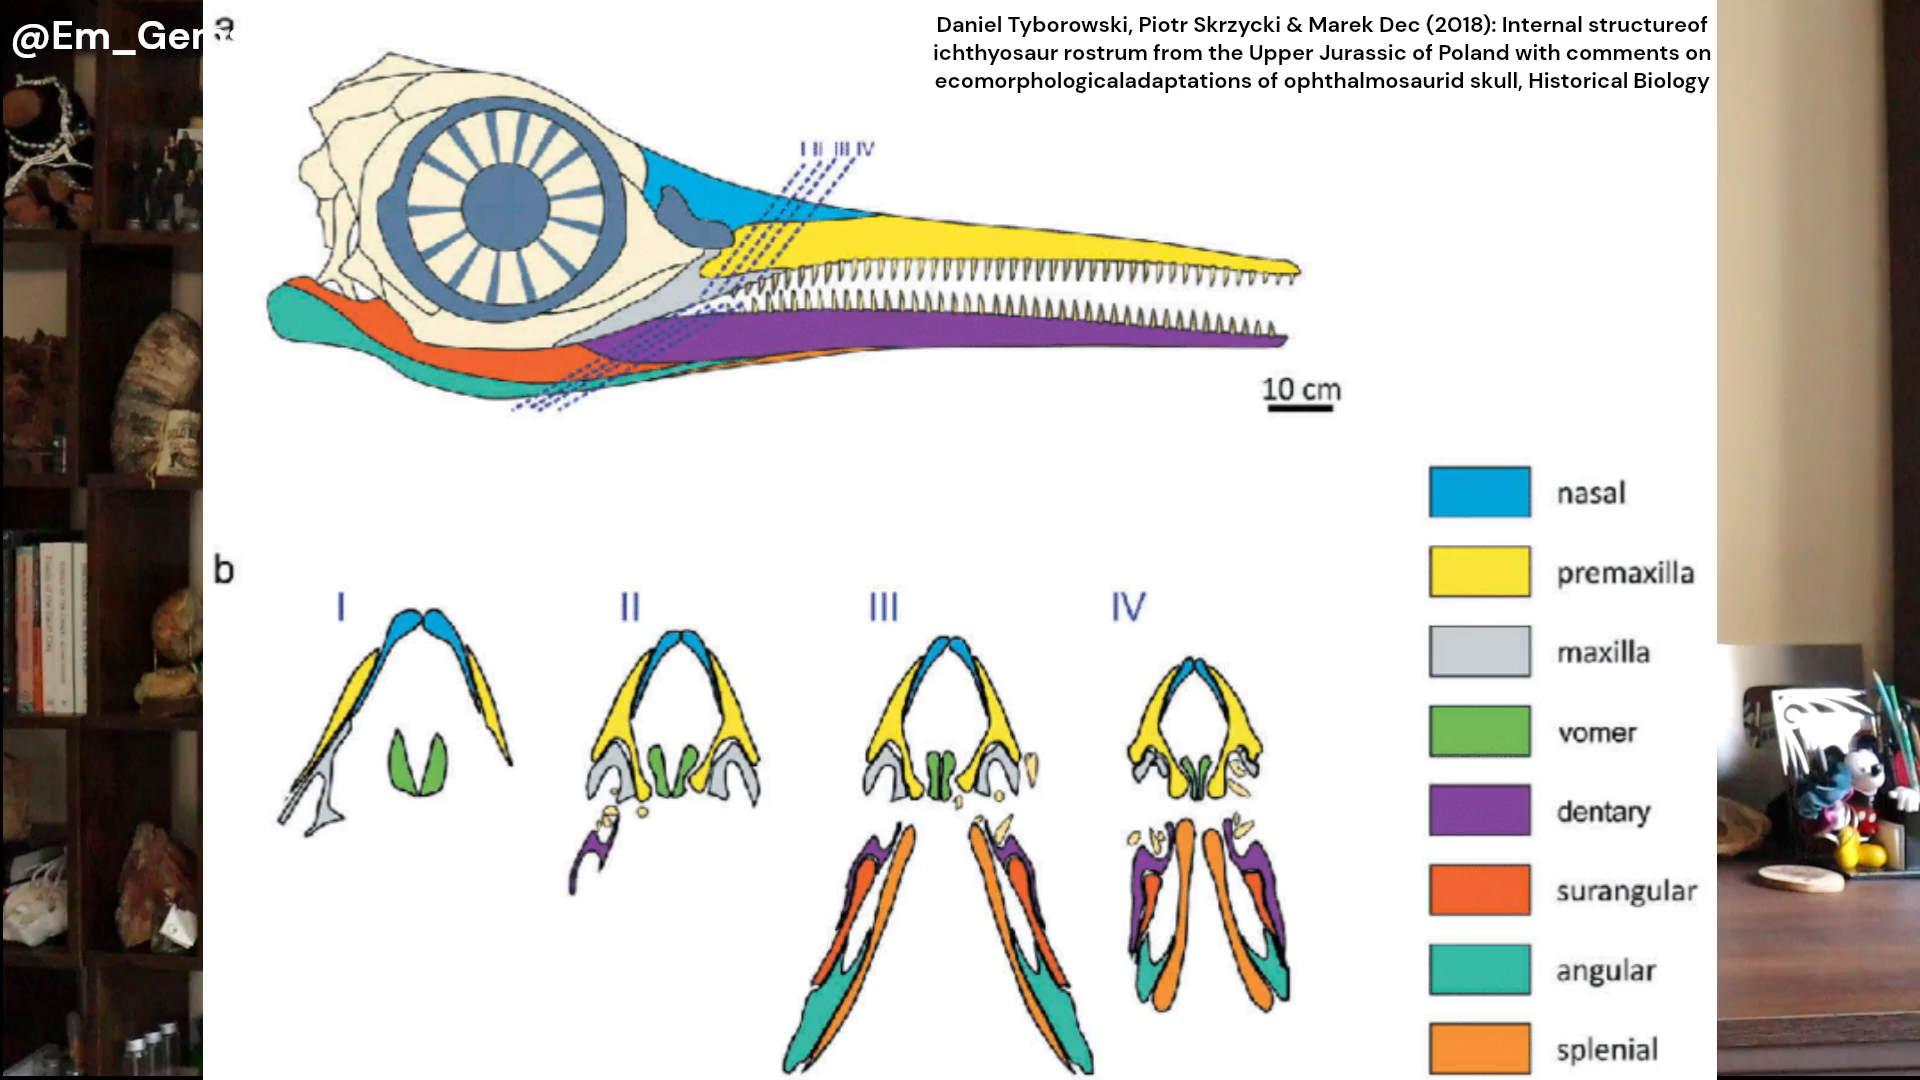 @Em_Ge
a
Daniel Tyborowski, Piotr Skrzycki & Marek Dec (2018): Internal structureof
ichthyosaur rostrum from the Upper Jurassic of Poland with comments on
ecomorphologicaladaptations of ophthalmosaurid skull, Historical Biology
I II III IV
10 cm
b
I II III IV
nasal
premaxilla
maxilla
vomer
dentary
surangular
angular
splenial